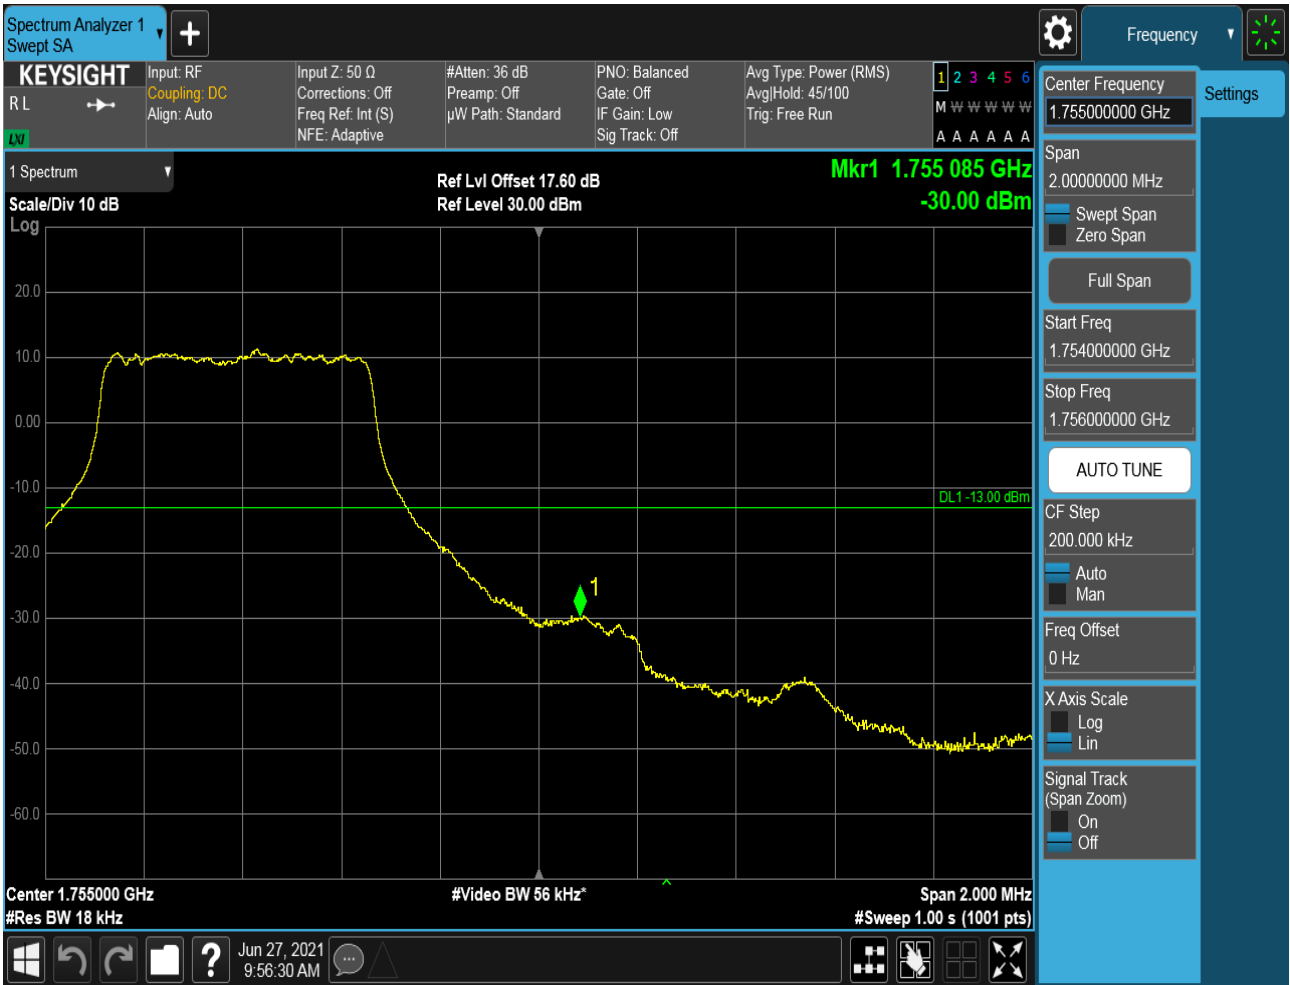 Spectrum Analyzer 1
Swept SA
Frequency
KEYSIGHT
R L
LXI
Input: RF
Coupling: DC
Align: Auto
Input Z: 50 Ω
Corrections: Off
Freq Ref: Int (S)
NFE: Adaptive
#Atten: 36 dB
Preamp: Off
µW Path: Standard
PNO: Balanced
Gate: Off
IF Gain: Low
Sig Track: Off
Avg Type: Power (RMS)
Avg|Hold: 45/100
Trig: Free Run
1 2 3 4 5 6
M W W W W W
A A A A A A
1 Spectrum
Scale/Div 10 dB
Log
Ref Lvl Offset 17.60 dB
Ref Level 30.00 dBm
Mkr1 1.755 085 GHz
-30.00 dBm
20.0
10.0
0.00
-10.0
DL1 -13.00 dBm
-20.0
1
-30.0
-40.0
-50.0
-60.0
Center 1.755000 GHz
#Video BW 56 kHz*
Span 2.000 MHz
#Res BW 18 kHz
#Sweep 1.00 s (1001 pts)
Jun 27, 2021
9:56:30 AM
?
Center Frequency
1.755000000 GHz
Settings
Span
2.00000000 MHz
Swept Span
Zero Span
Full Span
Start Freq
1.754000000 GHz
Stop Freq
1.756000000 GHz
AUTO TUNE
CF Step
200.000 kHz
Auto
Man
Freq Offset
0 Hz
X Axis Scale
Log
Lin
Signal Track
(Span Zoom)
On
Off